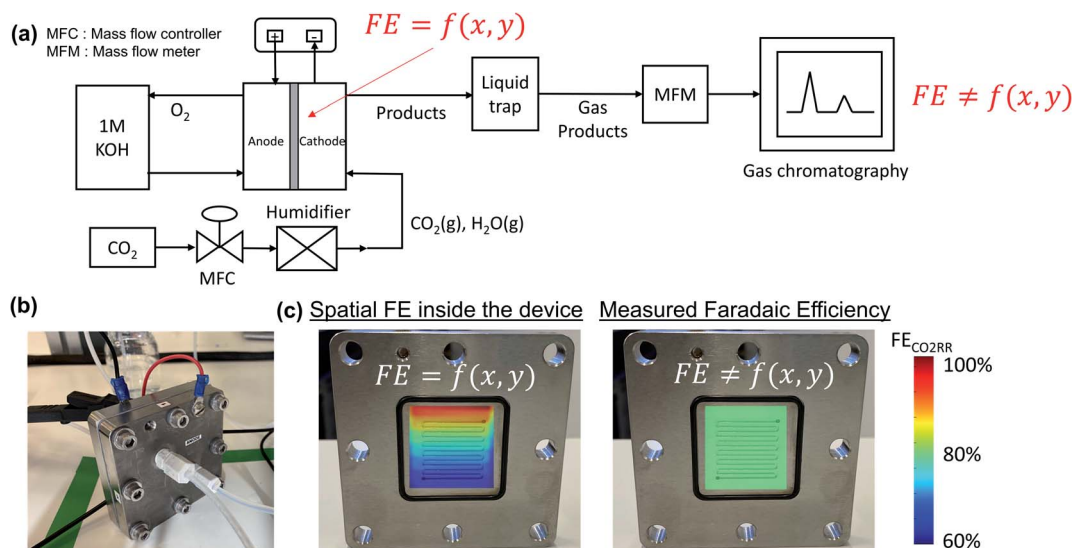 (a) MFC : Mass flow controller
MFM : Mass flow meter
+ -
FE = f(x, y)
1M
KOH
O2
Anode
Cathode
Products
Liquid
trap
Gas
Products
MFM
Gas chromatography
FE ≠ f(x, y)
CO2
MFC
Humidifier
CO2(g), H2O(g)
(b)
(c) Spatial FE inside the device
Measured Faradaic Efficiency
FE = f(x, y)
FE ≠ f(x, y)
FECO2RR
100%
90%
80%
70%
60%